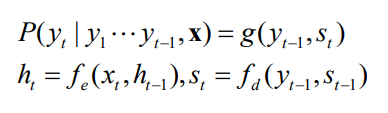 P(y_t | y_1 ⋯ y_{t-1}, **x**) = g(y_{t-1}, s_t)
h_t = f_e(x_t, h_{t-1}), s_t = f_d(y_{t-1}, s_{t-1})